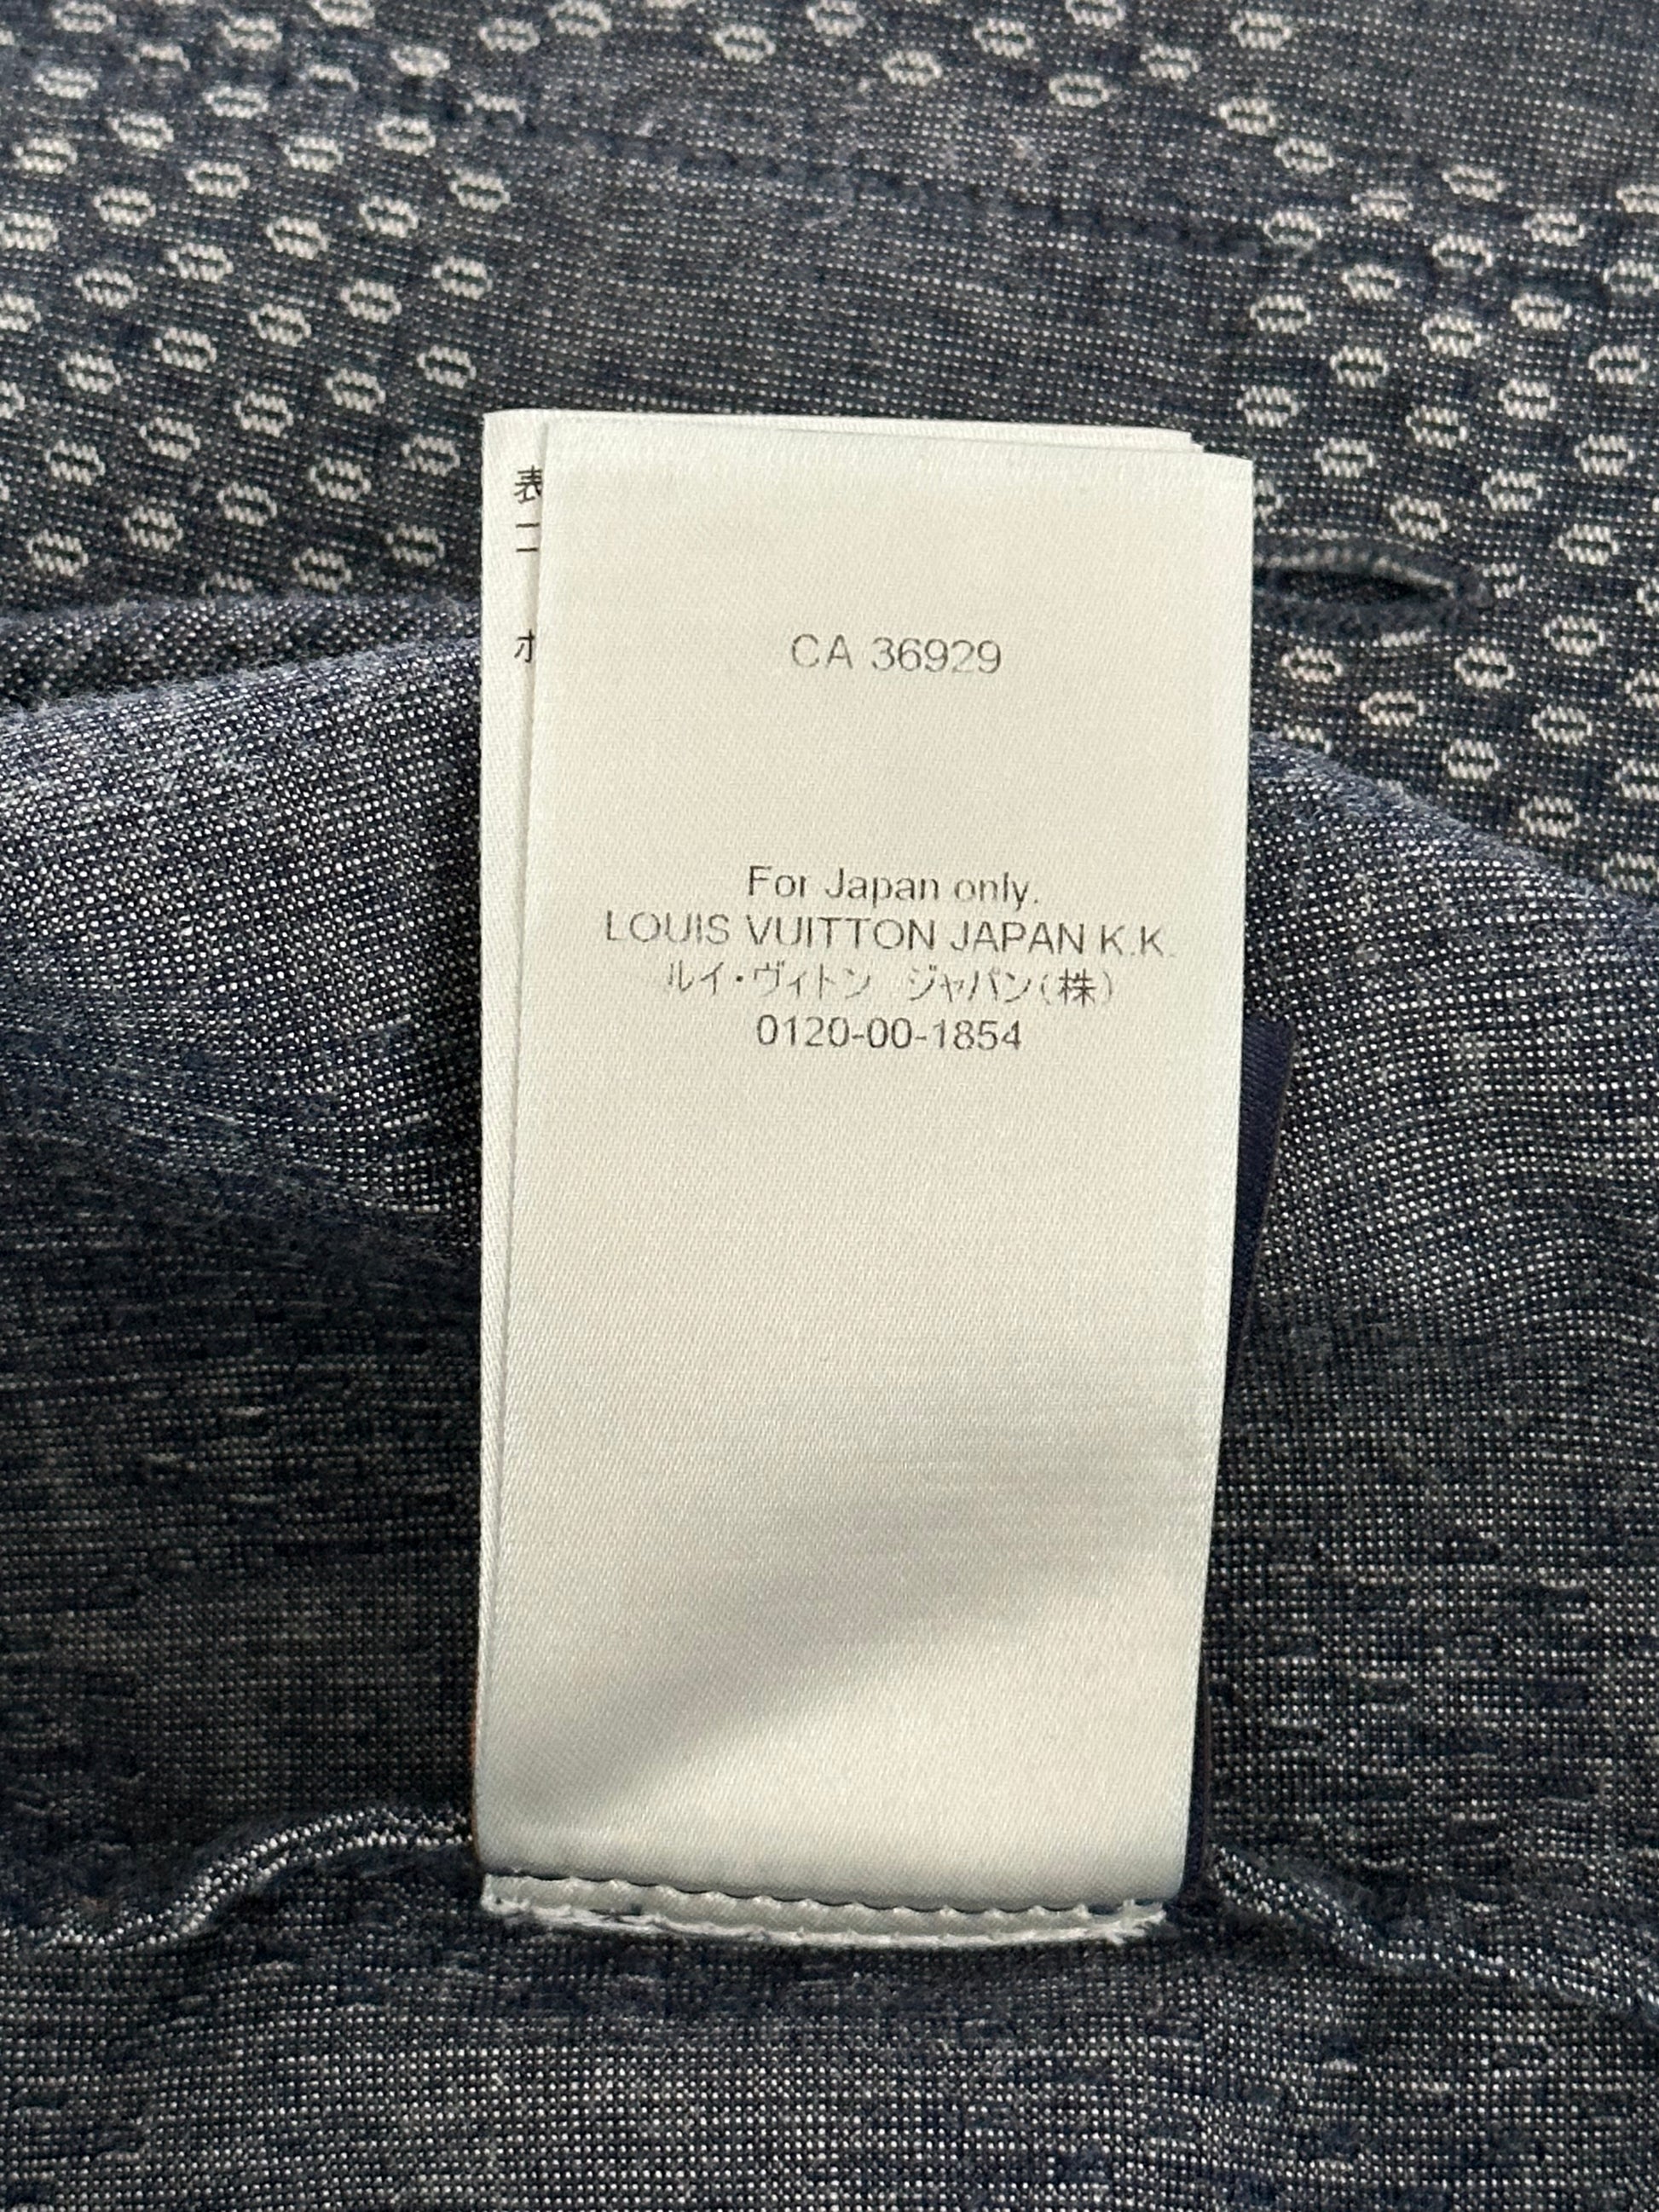 表
CA 36929
For Japan only.
LOUIS VUITTON JAPAN K.K.
ルイ・ヴィトン　ジャパン(株)
0120-00-1854